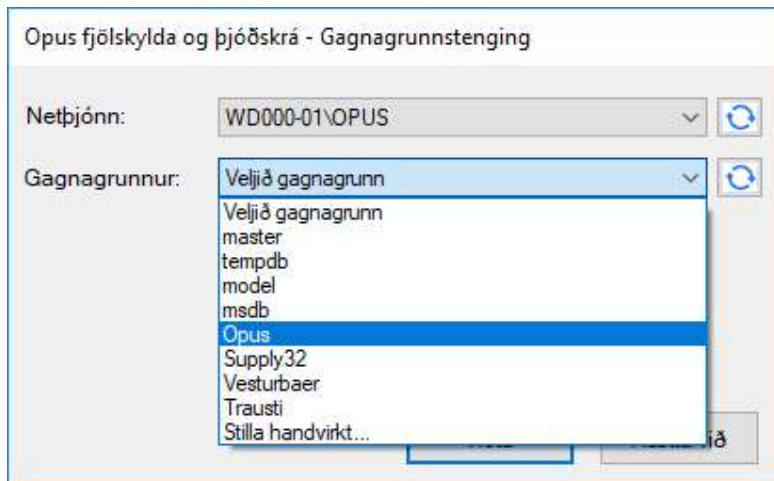 Opus fjölskylda og þjóðskrá - Gagnagrunnstenging
Netþjónn: WD000-01\OPUS
Gagnagrunnur: Veljið gagnagrunn
Veljið gagnagrunn
master
tempdb
model
msdb
Opus
Supply32
Vesturbaer
Trausti
Stilla handvirkt...